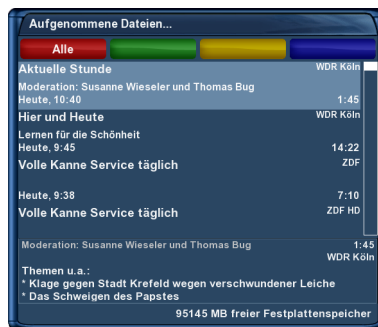 Aufgenommene Dateien...
Alle
Aktuelle Stunde WDR Köln
Moderation: Susanne Wieseler und Thomas Bug
Heute, 10:40 1:45
Hier und Heute WDR Köln
Lernen für die Schönheit
Heute, 9:45 14:22
Volle Kanne Service täglich ZDF
Heute, 9:38 7:10
Volle Kanne Service täglich ZDF HD
Moderation: Susanne Wieseler und Thomas Bug 1:45
WDR Köln
Themen u.a.:
* Klage gegen Stadt Krefeld wegen verschwundener Leiche
* Das Schweigen des Papstes
95145 MB freier Festplattenspeicher